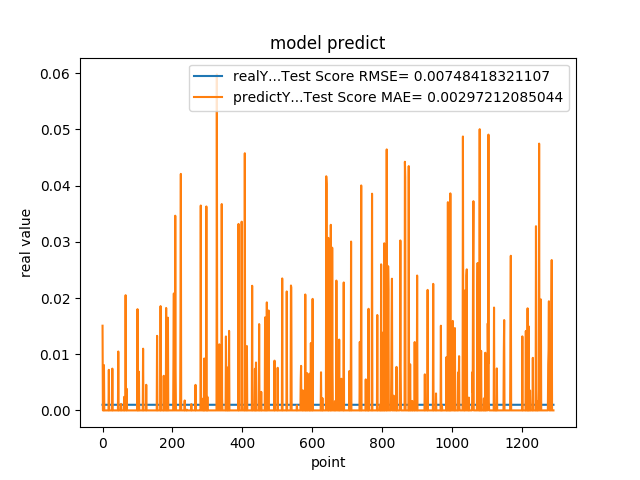 model predict
realY...Test Score RMSE= 0.00748418321107
predictY...Test Score MAE= 0.00297212085044
real value
0.06
0.05
0.04
0.03
0.02
0.01
0.00
0 200 400 600 800 1000 1200
point